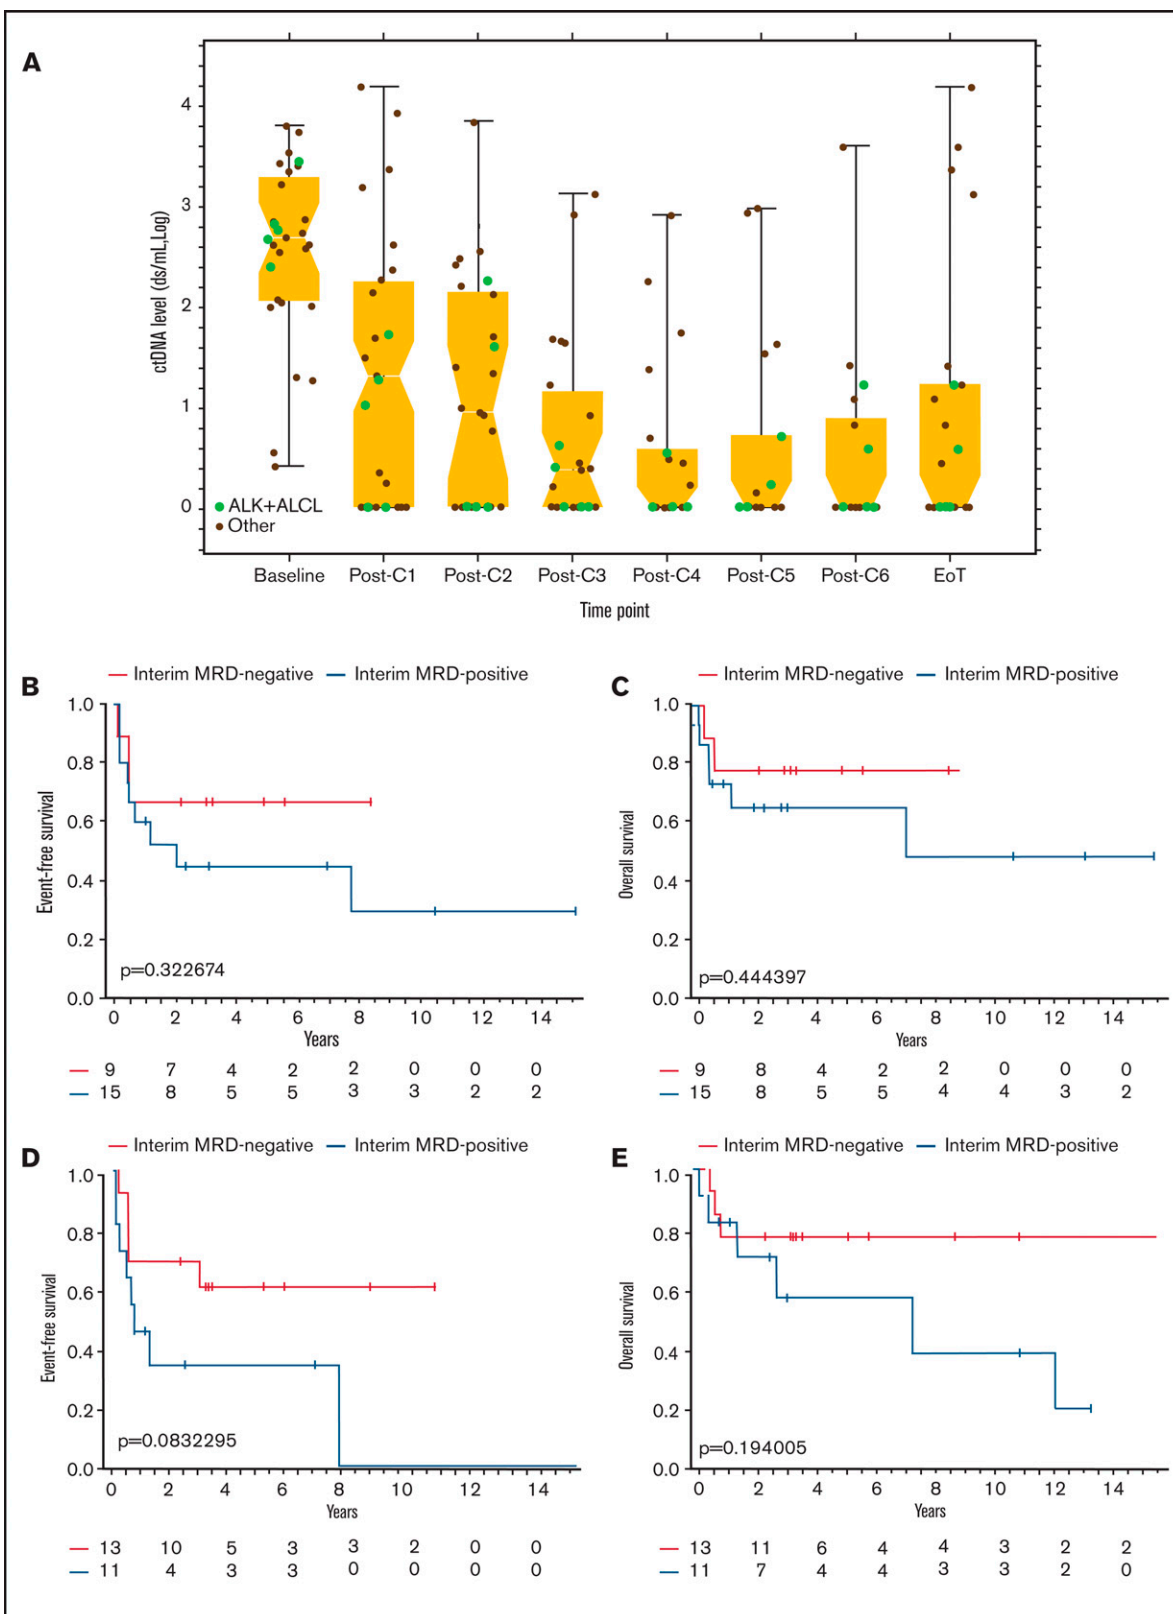 A
ctDNA level (ds/mL,Log)
4
3
2
1
0
ALK+ALCL
Other
Baseline Post-C1 Post-C2 Post-C3 Post-C4 Post-C5 Post-C6 EoT
Time point
B
Interim MRD-negative Interim MRD-positive
Event-free survival
1.0
0.8
0.6
0.4
0.2
0.0
p=0.322674
0 2 4 6 8 10 12 14
Years
9 7 4 2 2 0 0 0
15 8 5 5 3 3 2 2
C
Interim MRD-negative Interim MRD-positive
Overall survival
1.0
0.8
0.6
0.4
0.2
0.0
p=0.444397
0 2 4 6 8 10 12 14
Years
9 8 4 2 2 0 0 0
15 8 5 5 4 4 3 2
D
Interim MRD-negative Interim MRD-positive
Event-free survival
1.0
0.8
0.6
0.4
0.2
0.0
p=0.0832295
0 2 4 6 8 10 12 14
Years
13 10 5 3 3 2 0 0
11 4 3 3 0 0 0 0
E
Interim MRD-negative Interim MRD-positive
Overall survival
1.0
0.8
0.6
0.4
0.2
0.0
p=0.194005
0 2 4 6 8 10 12 14
Years
13 11 6 4 4 3 2 2
11 7 4 4 3 3 2 0